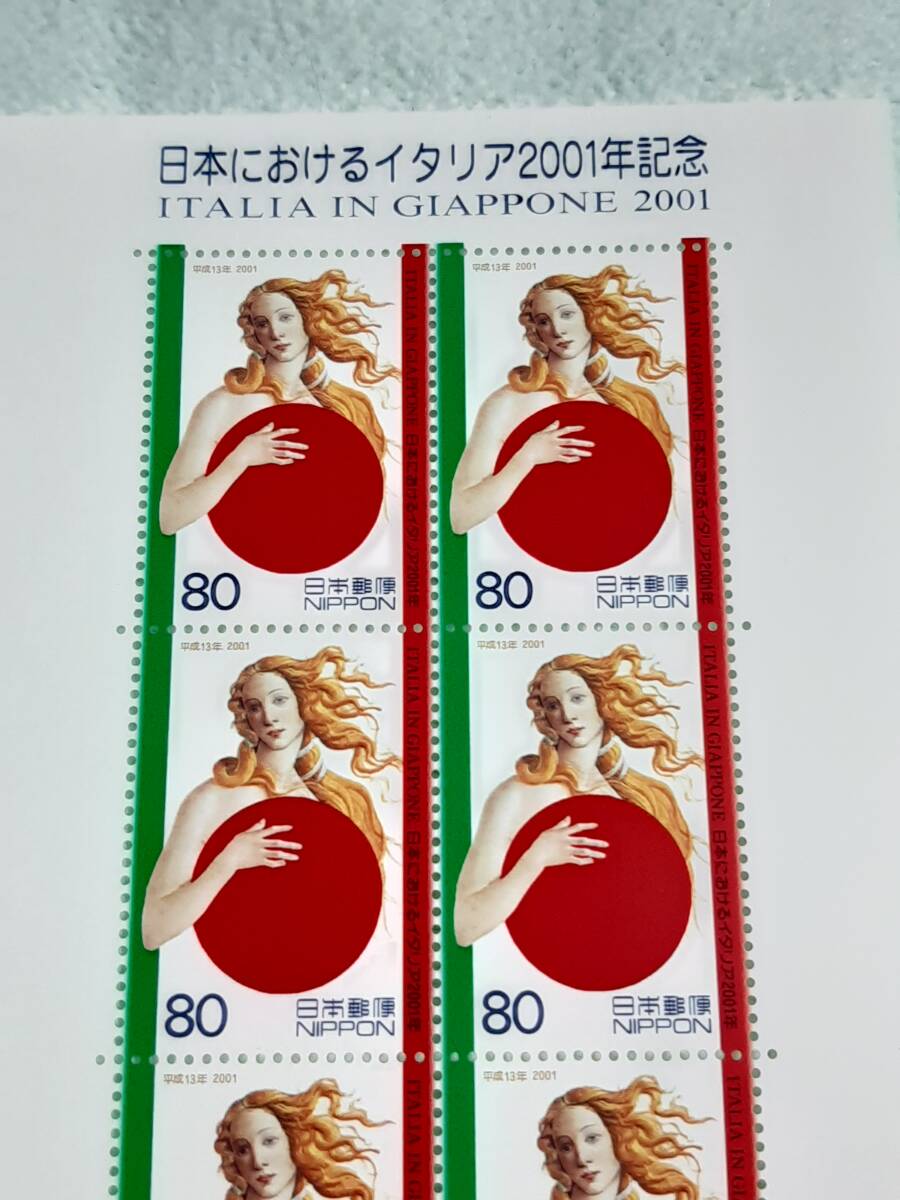 日本におけるイタリア2001年記念
ITALIA IN GIAPPONE 2001
平成13年 2001
ITALIA IN GIAPPONE 日本におけるイタリア2001年
80
日本郵便
NIPPON
平成13年 2001
ITALIA IN GIAPPONE 日本におけるイタリア2001年
80
日本郵便
NIPPON
平成13年 2001
ITALIA IN GIAPPONE 日本におけるイタリア2001年
80
日本郵便
NIPPON
平成13年 2001
ITALIA IN GIAPPONE 日本におけるイタリア2001年
80
日本郵便
NIPPON
平成13年 2001
ITALIA
平成13年 2001
ITALIA IN